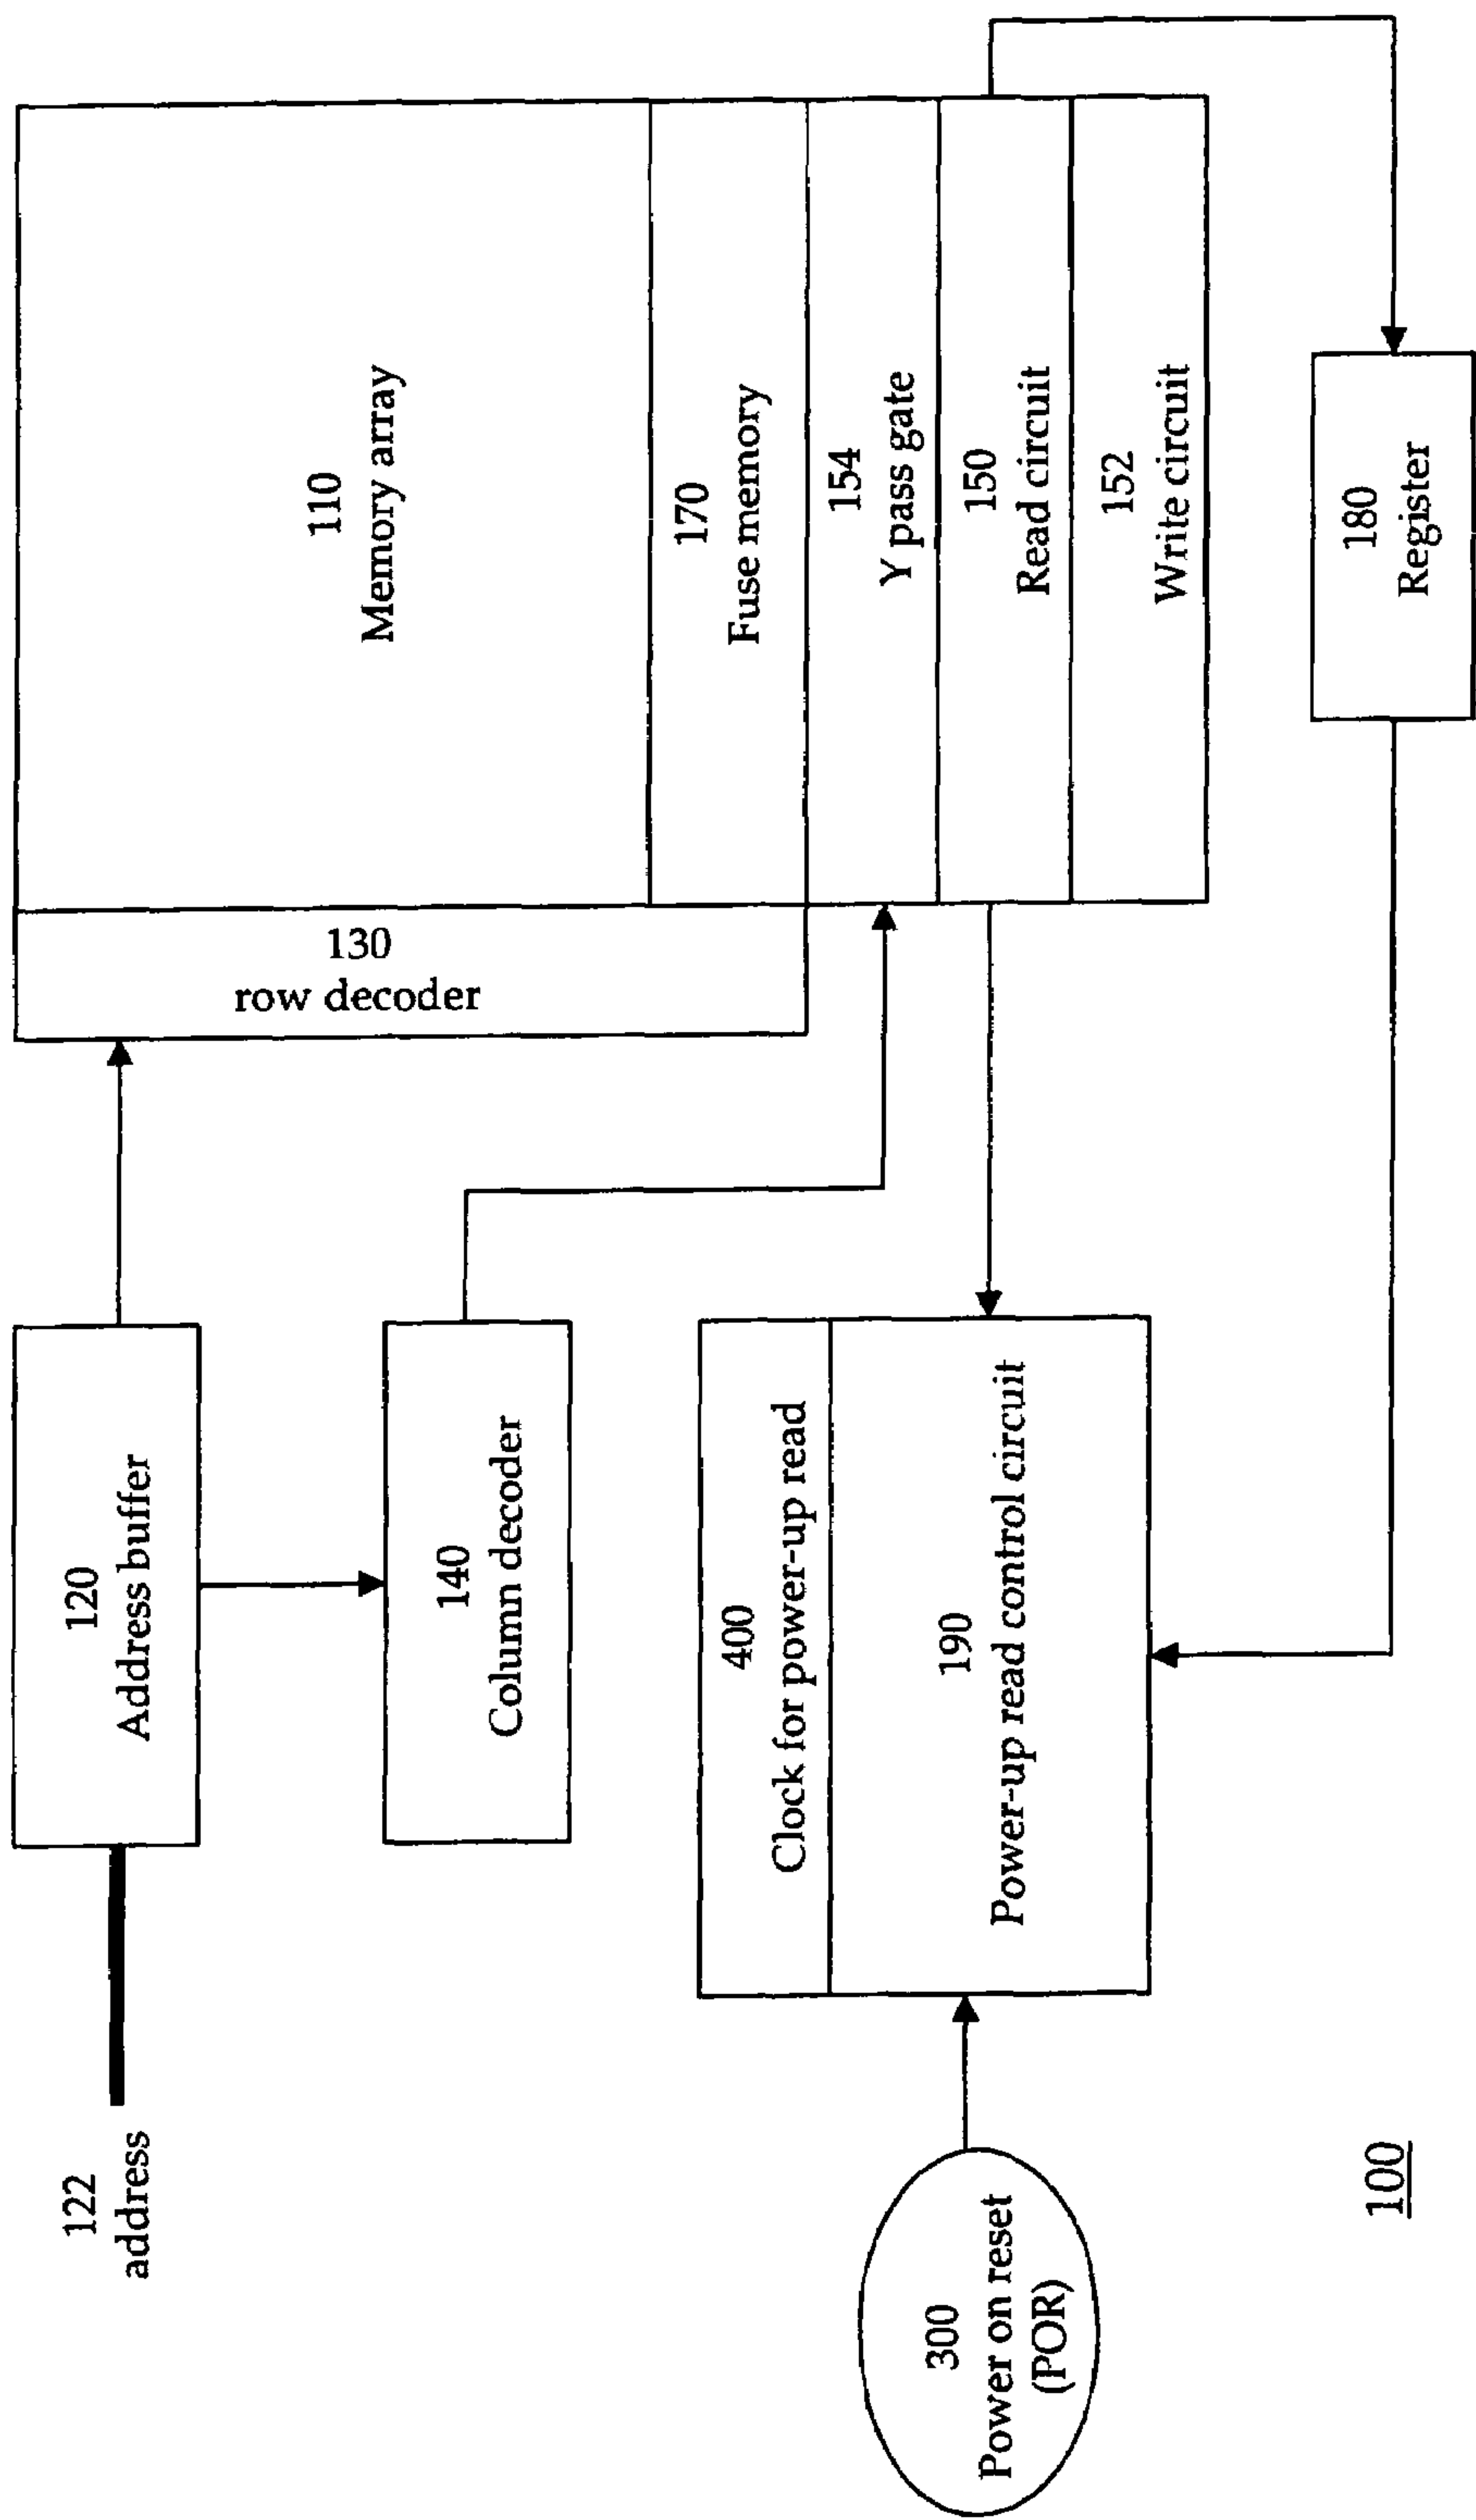 122
address
120
Address buffer
130
row decoder
110
Memory array
140
Column decoder
170
Fuse memory
154
Y pass gate
150
Read circuit
152
Write circuit
400
Clock for power-up read
190
Power-up read control circuit
300
Power on reset
(POR)
180
Register
100